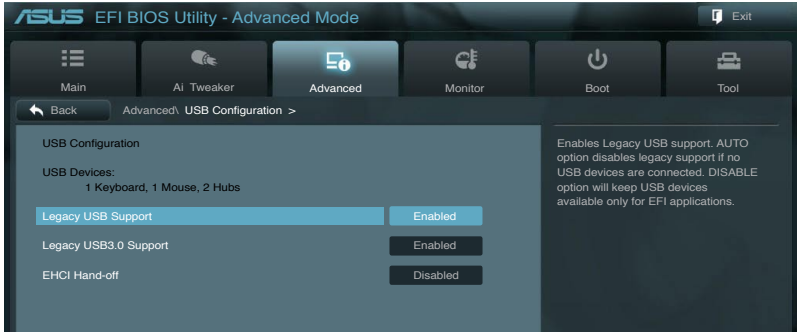 ASUS EFI BIOS Utility - Advanced Mode
Exit
Main
Ai Tweaker
Advanced
Monitor
Boot
Tool
Back
Advanced\ USB Configuration >
USB Configuration
USB Devices:
1 Keyboard, 1 Mouse, 2 Hubs
Legacy USB Support Enabled
Legacy USB3.0 Support Enabled
EHCI Hand-off Disabled
Enables Legacy USB support. AUTO
option disables legacy support if no
USB devices are connected. DISABLE
option will keep USB devices
available only for EFI applications.